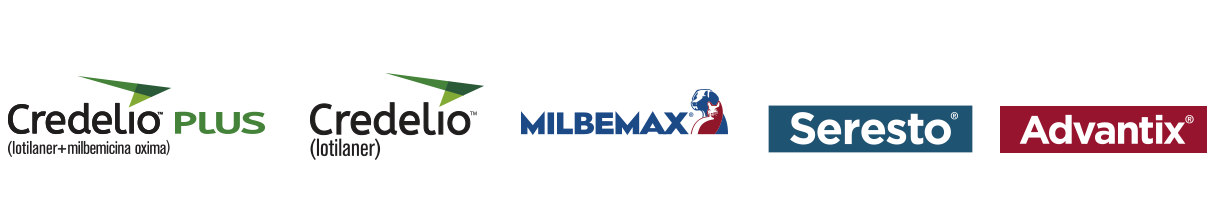 Credelio™ PLUS
(lotilaner+milbemicina oxima)
Credelio™
(lotilaner)
MILBEMAX®
Seresto®
Advantix®